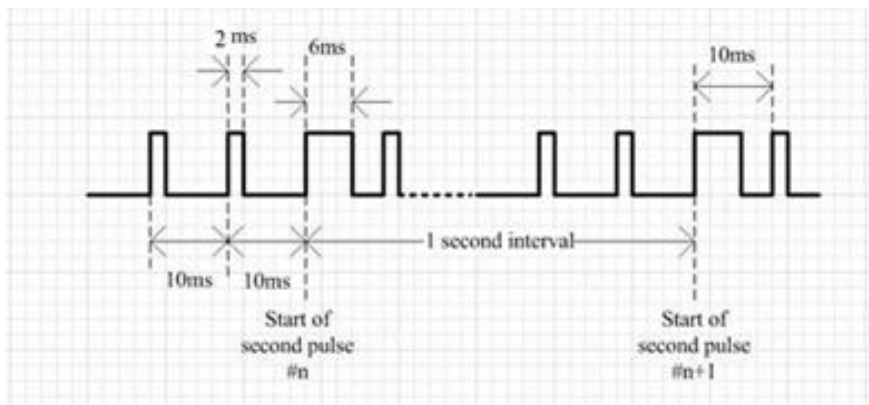 2 ms
6ms
10ms
1 second interval
10ms
10ms
Start of
second pulse
#n
Start of
second pulse
#n+1